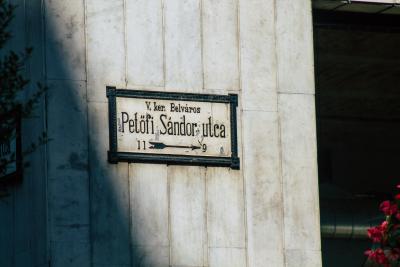 V. ker. Belváros
Petőfi Sándor utca
11 → 9